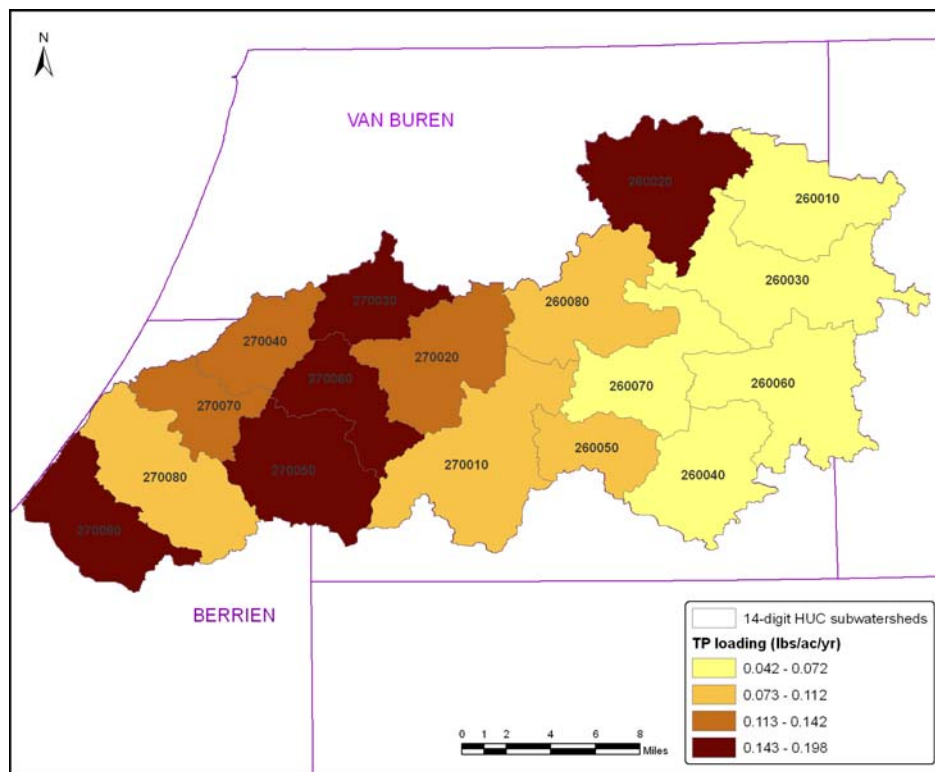 N
VAN BUREN
260020
260010
260030
270030
260080
270040
270020
270060
260070
260060
270070
260050
270010
270050
270080
260040
270090
BERRIEN
14-digit HUC subwatersheds
TP loading (lbs/ac/yr)
0.042 - 0.072
0.073 - 0.112
0.113 - 0.142
0.143 - 0.198
0 1 2 4 6 8
Miles